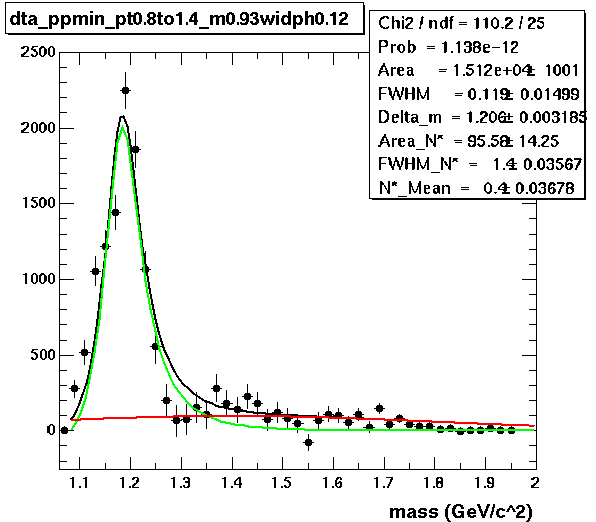 dta_ppmin_pt0.8to1.4_m0.93widph0.12
Chi2 / ndf = 110.2 / 25
Prob = 1.138e-12
Area = 1.512e+04± 1001
FWHM = 0.119± 0.01499
Delta_m = 1.206± 0.003185
Area_N* = 95.58± 14.25
FWHM_N* = 1.4± 0.03567
N*_Mean = 0.4± 0.03678
2500
2000
1500
1000
500
0
1.1 1.2 1.3 1.4 1.5 1.6 1.7 1.8 1.9 2
mass (GeV/c^2)